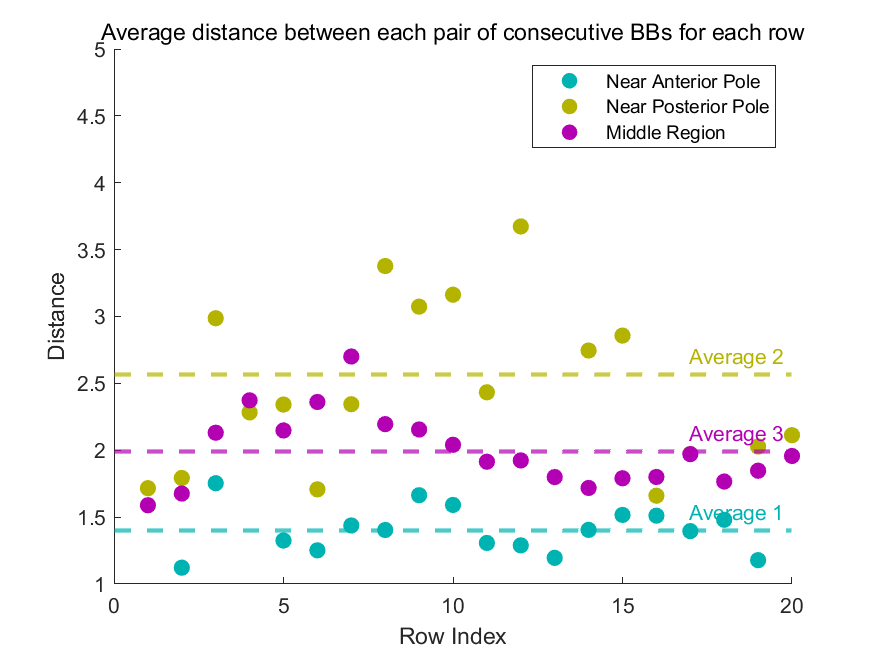 Average distance between each pair of consecutive BBs for each row
5
4.5
4
3.5
3
2.5
2
1.5
1
Distance
Near Anterior Pole
Near Posterior Pole
Middle Region
Average 2
Average 3
Average 1
0
5
10
15
20
Row Index